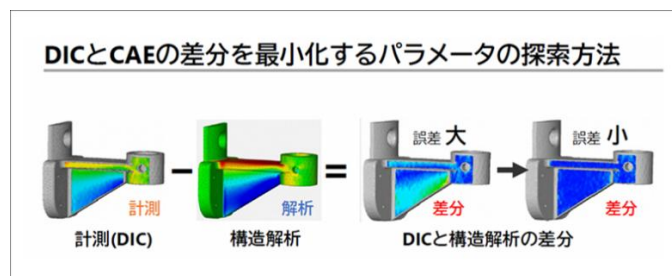 DICとCAEの差分を最小化するパラメータの探索方法
誤差 大
誤差 小
計測
解析
差分
差分
計測(DIC)
構造解析
DICと構造解析の差分